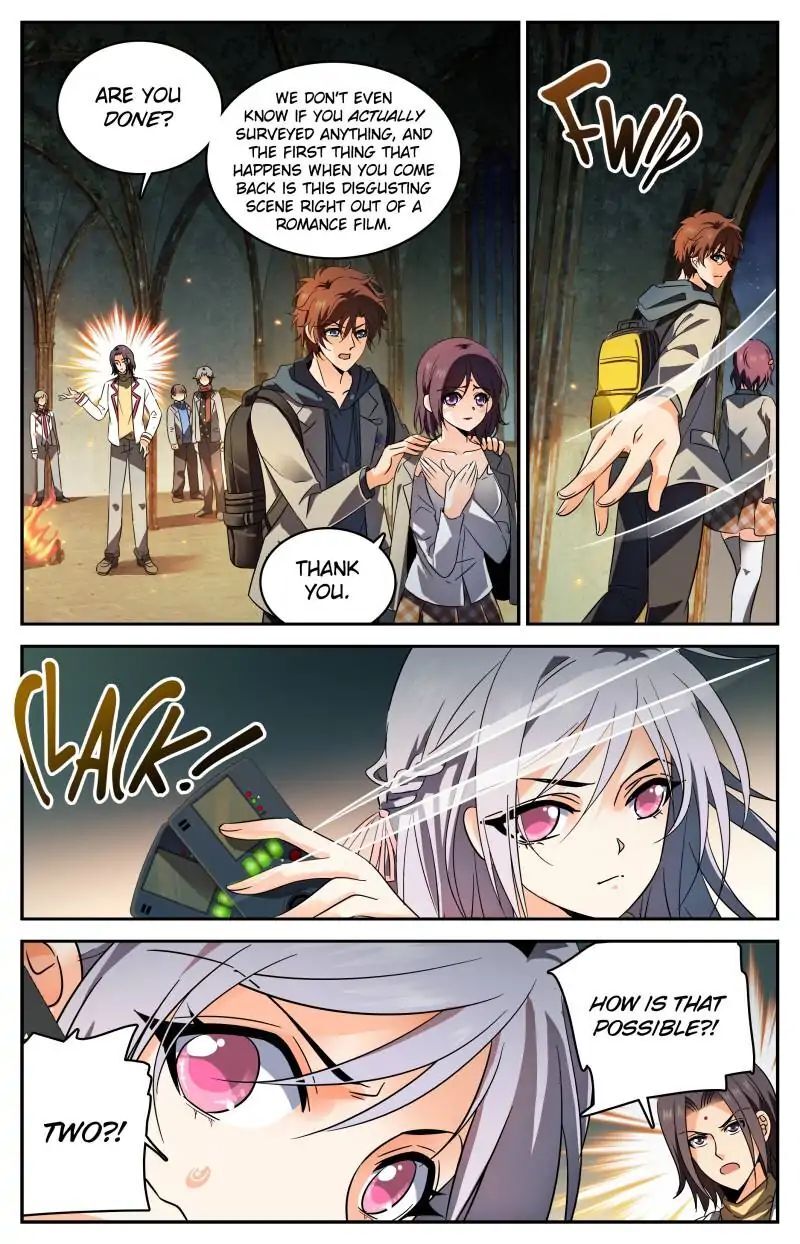 ARE YOU
DONE?
WE DON'T EVEN
KNOW IF YOU ACTUALLY
SURVEYED ANYTHING, AND
THE FIRST THING THAT
HAPPENS WHEN YOU COME
BACK IS THIS DISGUSTING
SCENE RIGHT OUT OF A
ROMANCE FILM.
THANK
YOU.
FWIP
CLACK!
TWO?!
HOW IS THAT
POSSIBLE?!